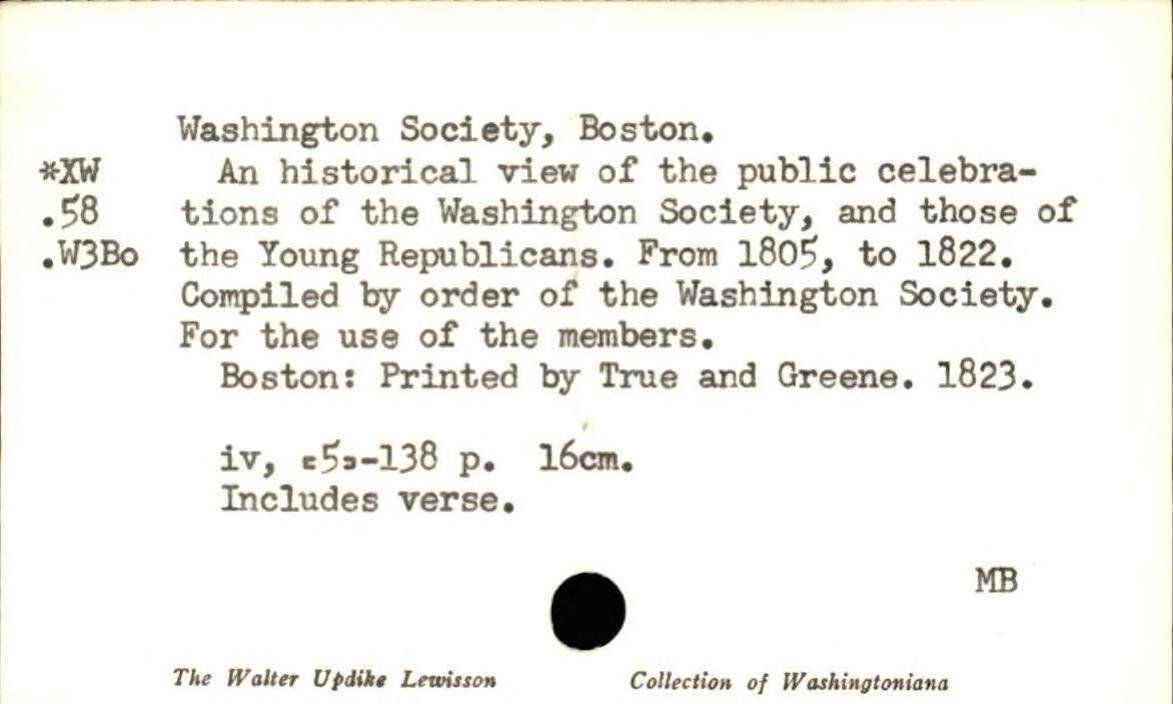 Washington Society, Boston.
*XW An historical view of the public celebra-
.58 tions of the Washington Society, and those of
.W3Bo the Young Republicans. From 1805, to 1822.
Compiled by order of the Washington Society.
For the use of the members.
Boston: Printed by True and Greene. 1823.
iv, [5]-138 p. 16cm.
Includes verse.
MB
The Walter Updike Lewisson Collection of Washingtoniana